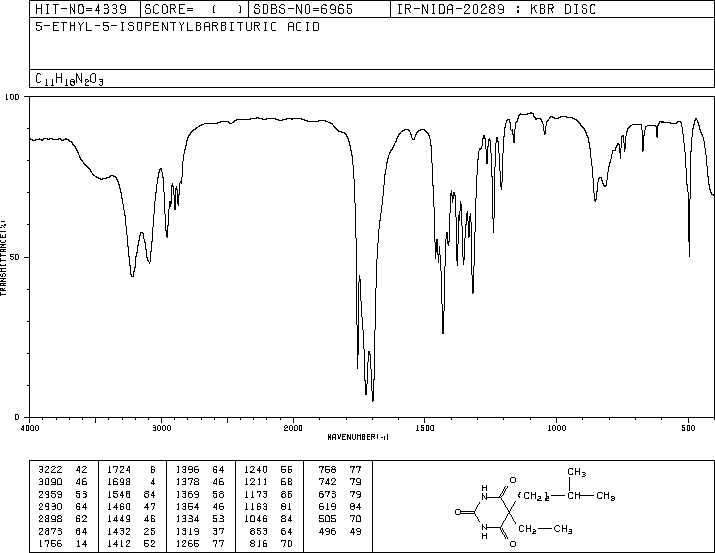 HIT-NO=4339 SCORE= ( ) SDBS-NO=6965 IR-NIDA-20289 : KBR DISC
5-ETHYL-5-ISOPENTYLBARBITURIC ACID
C11H18N2O3
100
TRANSMITTANCE(%)
50
0
4000 3000 2000 1500 1000 500
WAVENUMBER(-1)
3222 42 1724 6 1396 64 1240 55 758 77
3090 46 1698 4 1378 46 1211 68 742 79
2959 53 1548 84 1369 58 1173 86 673 79
2930 64 1460 47 1354 46 1163 81 619 84
2898 62 1449 46 1334 53 1046 84 505 70
2873 64 1432 25 1319 37 853 64 496 49
1756 14 1412 52 1265 77 816 70
CH3
O
H
N
(CH2)2—CH—CH3
O
CH2—CH3
N
H
O